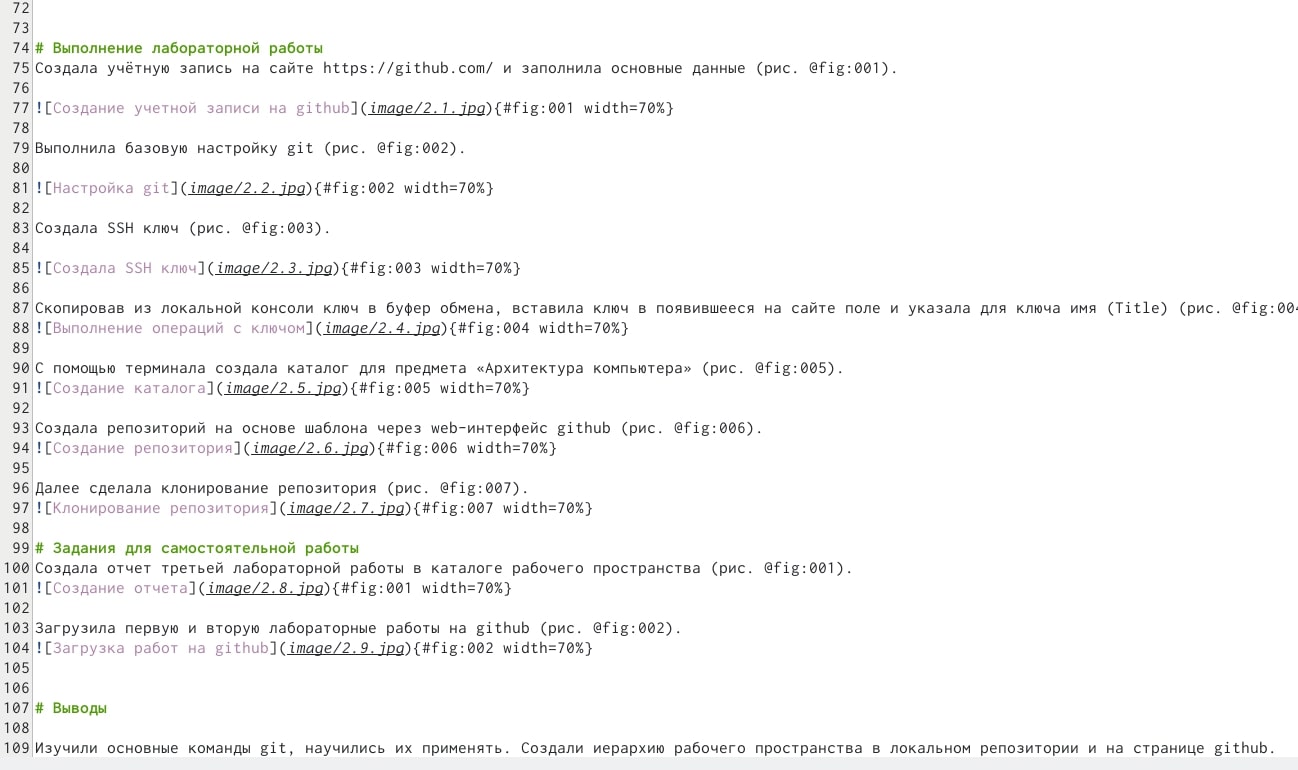 72
73
74 # Выполнение лабораторной работы
75 Создала учётную запись на сайте https://github.com/ и заполнила основные данные (рис. @fig:001).
76
77 ![Создание учетной записи на github](image/2.1.jpg){#fig:001 width=70%}
78
79 Выполнила базовую настройку git (рис. @fig:002).
80
81 ![Настройка git](image/2.2.jpg){#fig:002 width=70%}
82
83 Создала SSH ключ (рис. @fig:003).
84
85 ![Создала SSH ключ](image/2.3.jpg){#fig:003 width=70%}
86
87 Скопировав из локальной консоли ключ в буфер обмена, вставила ключ в появившееся на сайте поле и указала для ключа имя (Title) (рис. @fig:004
88 ![Выполнение операций с ключом](image/2.4.jpg){#fig:004 width=70%}
89
90 С помощью терминала создала каталог для предмета «Архитектура компьютера» (рис. @fig:005).
91 ![Создание каталога](image/2.5.jpg){#fig:005 width=70%}
92
93 Создала репозиторий на основе шаблона через web-интерфейс github (рис. @fig:006).
94 ![Создание репозитория](image/2.6.jpg){#fig:006 width=70%}
95
96 Далее сделала клонирование репозитория (рис. @fig:007).
97 ![Клонирование репозитория](image/2.7.jpg){#fig:007 width=70%}
98
99 # Задания для самостоятельной работы
100 Создала отчет третьей лабораторной работы в каталоге рабочего пространства (рис. @fig:001).
101 ![Создание отчета](image/2.8.jpg){#fig:001 width=70%}
102
103 Загрузила первую и вторую лабораторные работы на github (рис. @fig:002).
104 ![Загрузка работ на github](image/2.9.jpg){#fig:002 width=70%}
105
106
107 # Выводы
108
109 Изучили основные команды git, научились их применять. Создали иерархию рабочего пространства в локальном репозитории и на странице github.